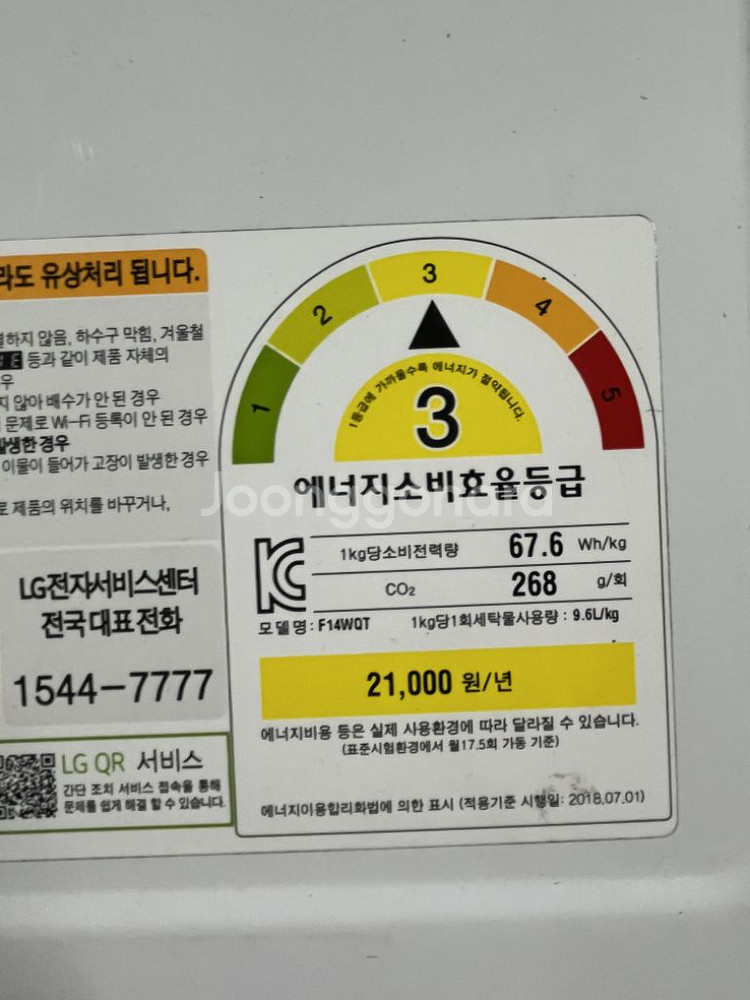 라도 유상처리 됩니다.
하지 않음, 하수구 막힘, 겨울철
등과 같이 제품 자체의
우
지 않아 배수가 안 된 경우
문제로 Wi-Fi 등록이 안 된 경우
발생한 경우
이물이 들어가 고장이 발생한 경우
로 제품의 위치를 바꾸거나,
LG전자서비스센터
전국 대표 전화
1544-7777
LG QR 서비스
간단 조치 서비스 접속을 통해
문제를 쉽게 해결 할 수 있습니다.
1
2
3
4
5
1등급에 가까울수록 에너지가 절약됩니다.
3
에너지소비효율등급
Joonggonara
1kg당소비전력량 67.6 Wh/kg
CO₂ 268 g/회
모델명 : F14WQT 1kg당1회세탁물사용량 : 9.6L/kg
21,000 원/년
에너지비용 등은 실제 사용환경에 따라 달라질 수 있습니다.
(표준시험환경에서 월17.5회 가동 기준)
에너지이용합리화법에 의한 표시 (적용기준 시행일: 2018.07.01)